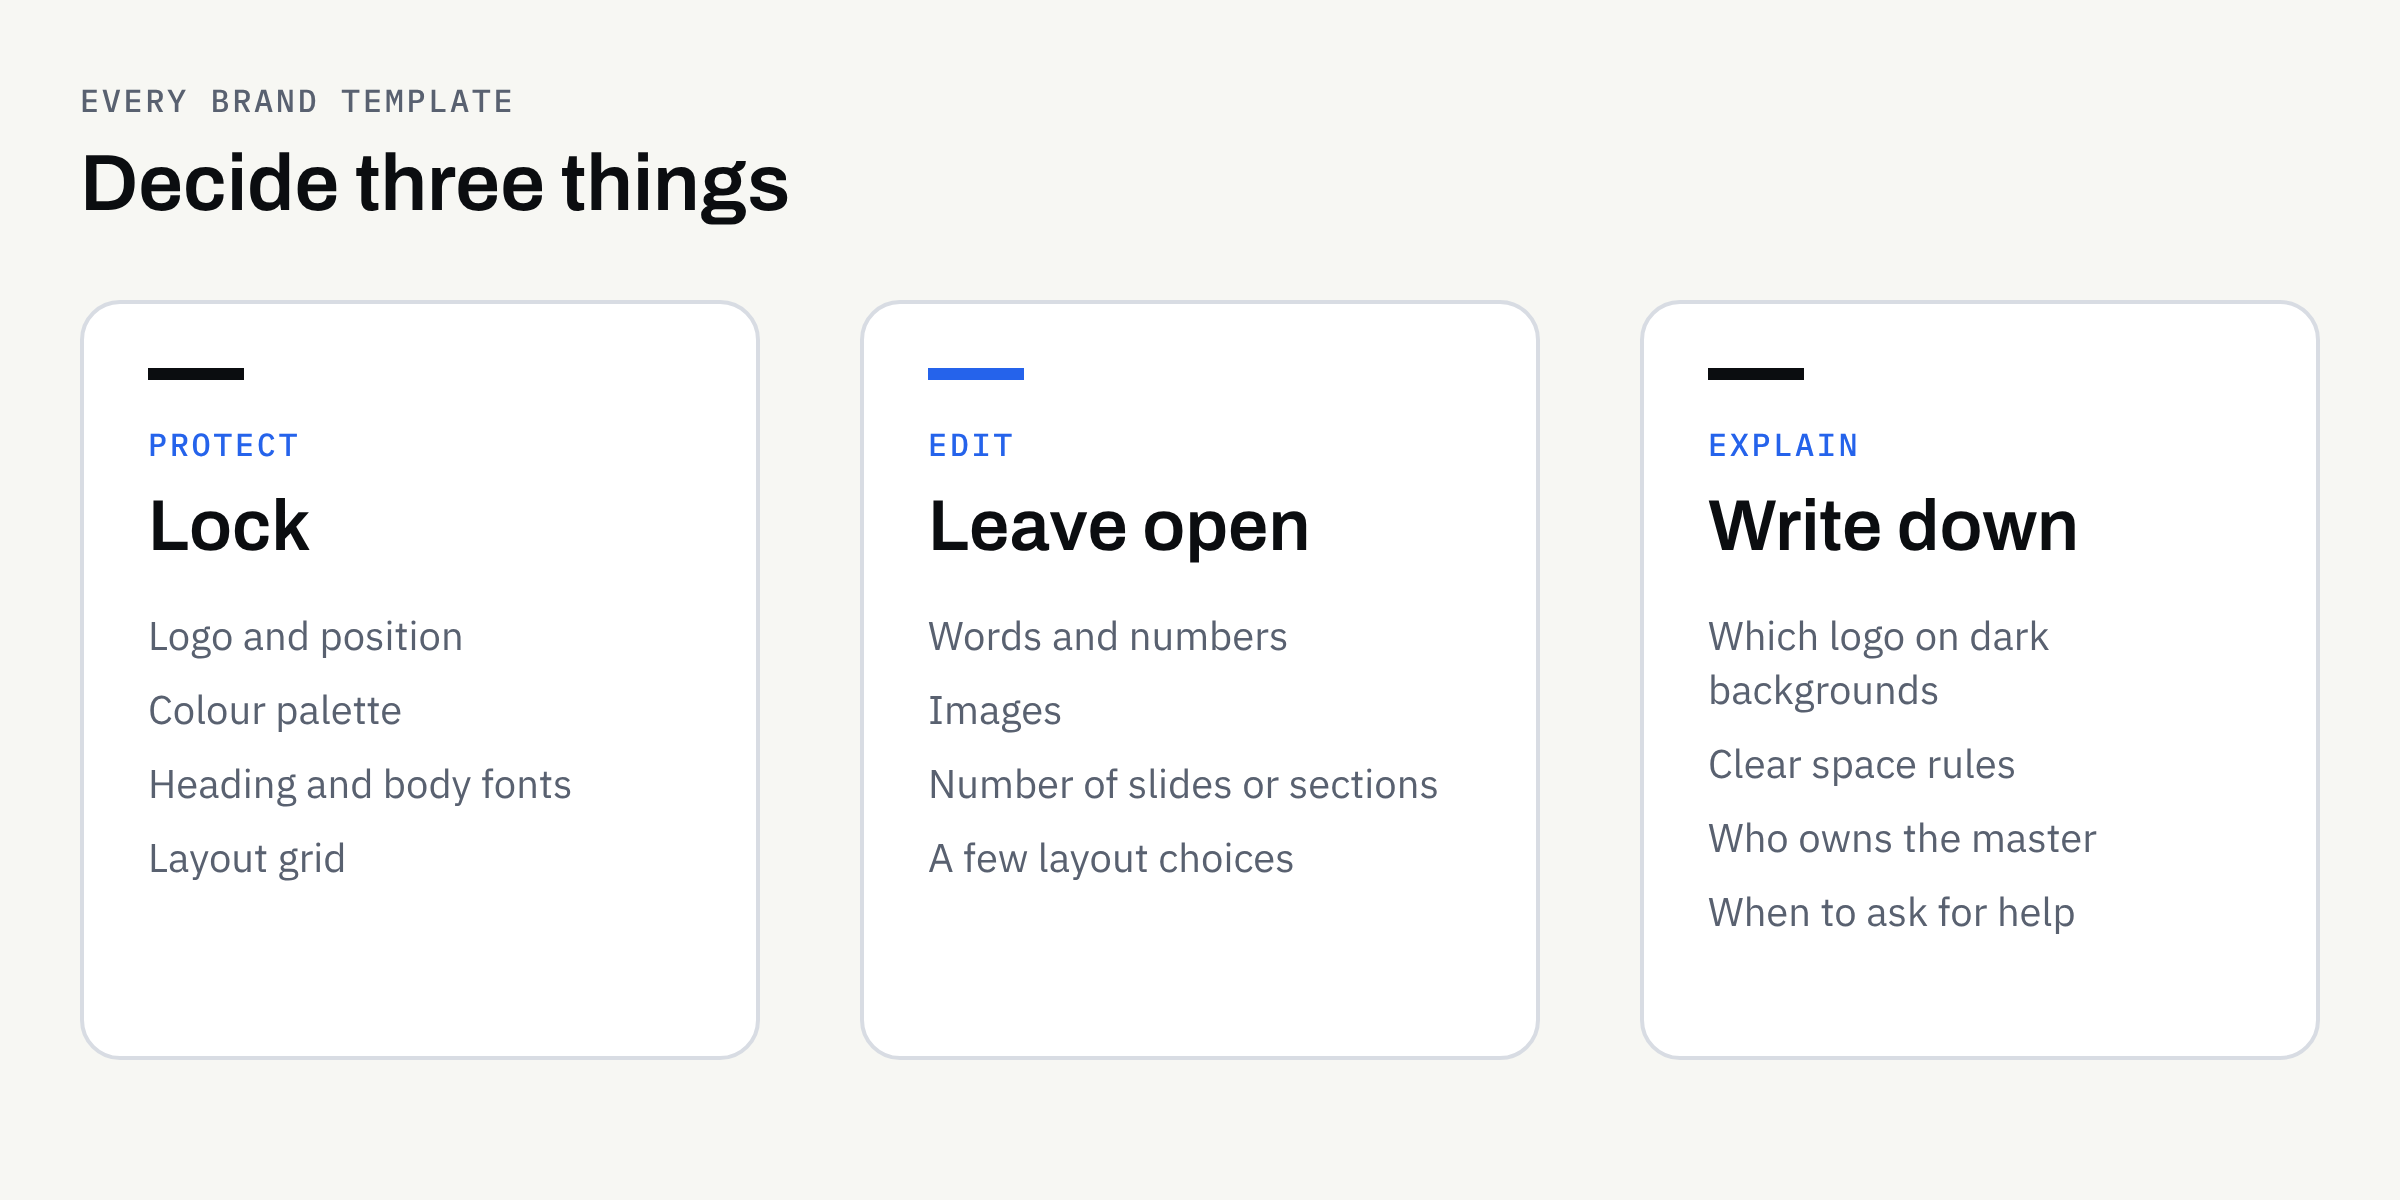 EVERY BRAND TEMPLATE
Decide three things
PROTECT
Lock
Logo and position
Colour palette
Heading and body fonts
Layout grid
EDIT
Leave open
Words and numbers
Images
Number of slides or sections
A few layout choices
EXPLAIN
Write down
Which logo on dark
backgrounds
Clear space rules
Who owns the master
When to ask for help